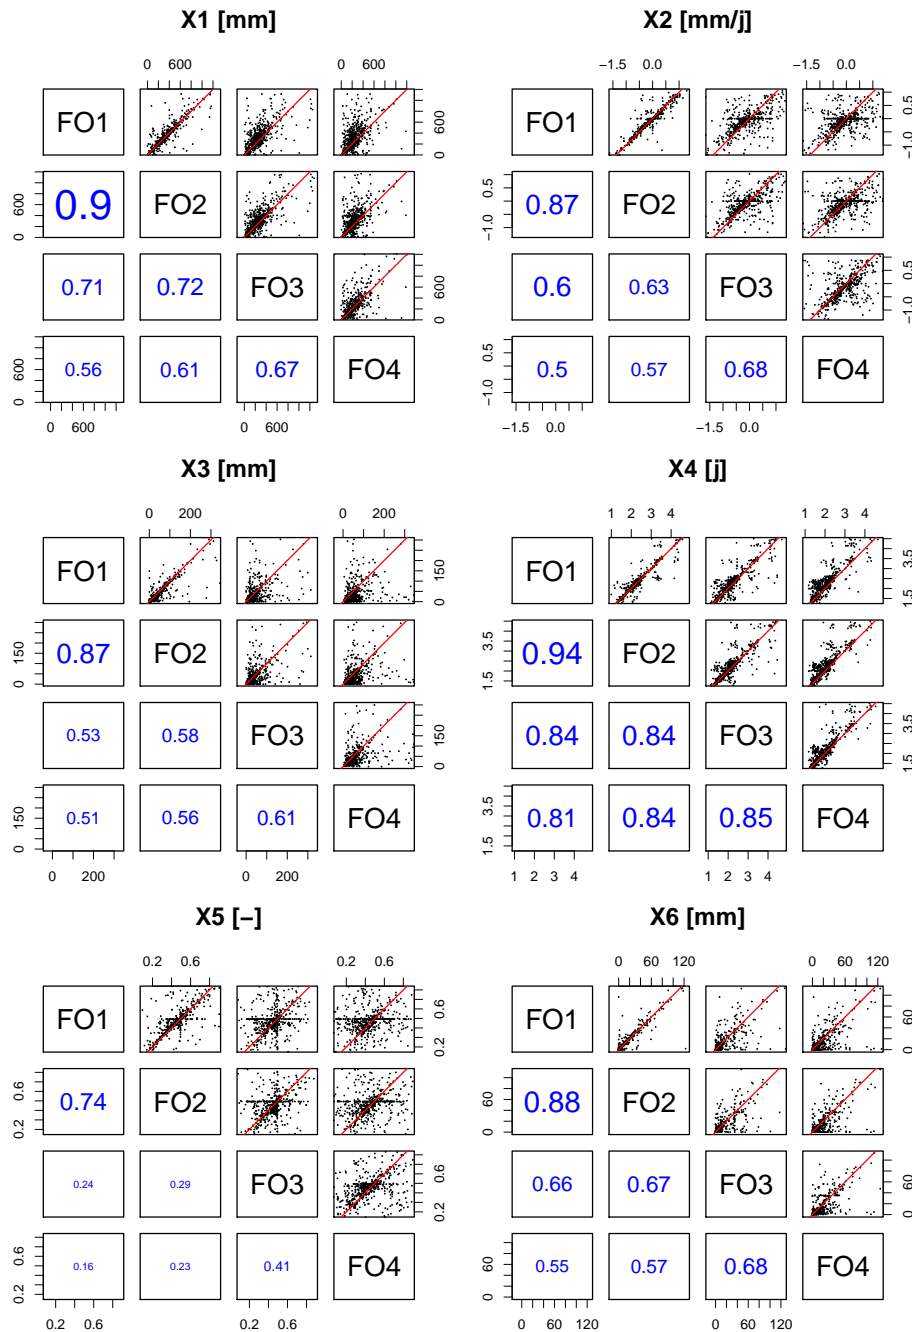 X1 [mm]
0 600 0 600
FO1 0 600
0 600 0.9 FO2
0.71 0.72 FO3 0 600
0 600 0.56 0.61 0.67 FO4
0 600 0 600
X2 [mm/j]
−1.5 0.0 −1.5 0.0
FO1 −1.0 0.5
−1.0 0.5 0.87 FO2
0.6 0.63 FO3 −1.0 0.5
−1.0 0.5 0.5 0.57 0.68 FO4
−1.5 0.0 −1.5 0.0
X3 [mm]
0 200 0 200
FO1 0 150
0 150 0.87 FO2
0.53 0.58 FO3 0 150
0 150 0.51 0.56 0.61 FO4
0 200 0 200
X4 [j]
1 2 3 4 1 2 3 4
FO1 1.5 3.5
1.5 3.5 0.94 FO2
0.84 0.84 FO3 1.5 3.5
1.5 3.5 0.81 0.84 0.85 FO4
1 2 3 4 1 2 3 4
X5 [−]
0.2 0.6 0.2 0.6
FO1 0.2 0.6
0.2 0.6 0.74 FO2
0.24 0.29 FO3 0.2 0.6
0.2 0.6 0.16 0.23 0.41 FO4
0.2 0.6 0.2 0.6
X6 [mm]
0 60 120 0 60 120
FO1 0 60
0 60 0.88 FO2
0.66 0.67 FO3 0 60
0 60 0.55 0.57 0.68 FO4
0 60 120 0 60 120